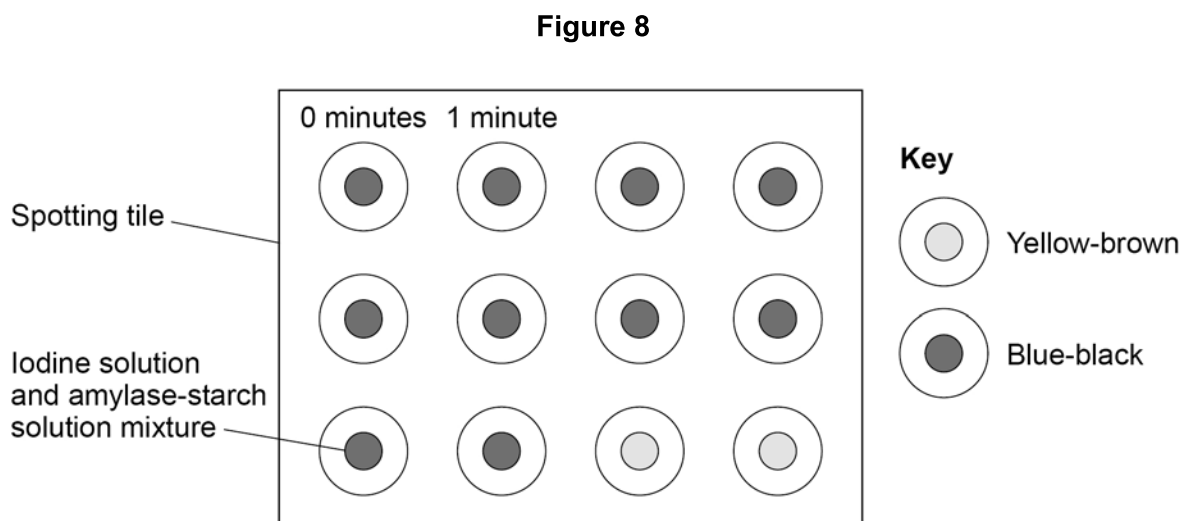 Figure 8
0 minutes 1 minute
Key
Spotting tile
Yellow-brown
Iodine solution
and amylase-starch
solution mixture
Blue-black